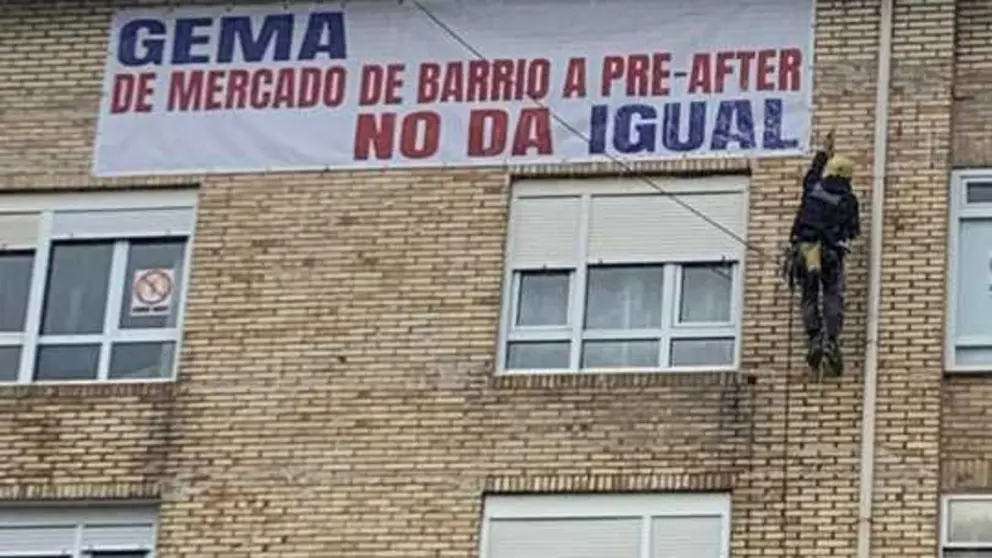 GEMA
DE MERCADO DE BARRIO A PRE-AFTER
NO DA IGUAL